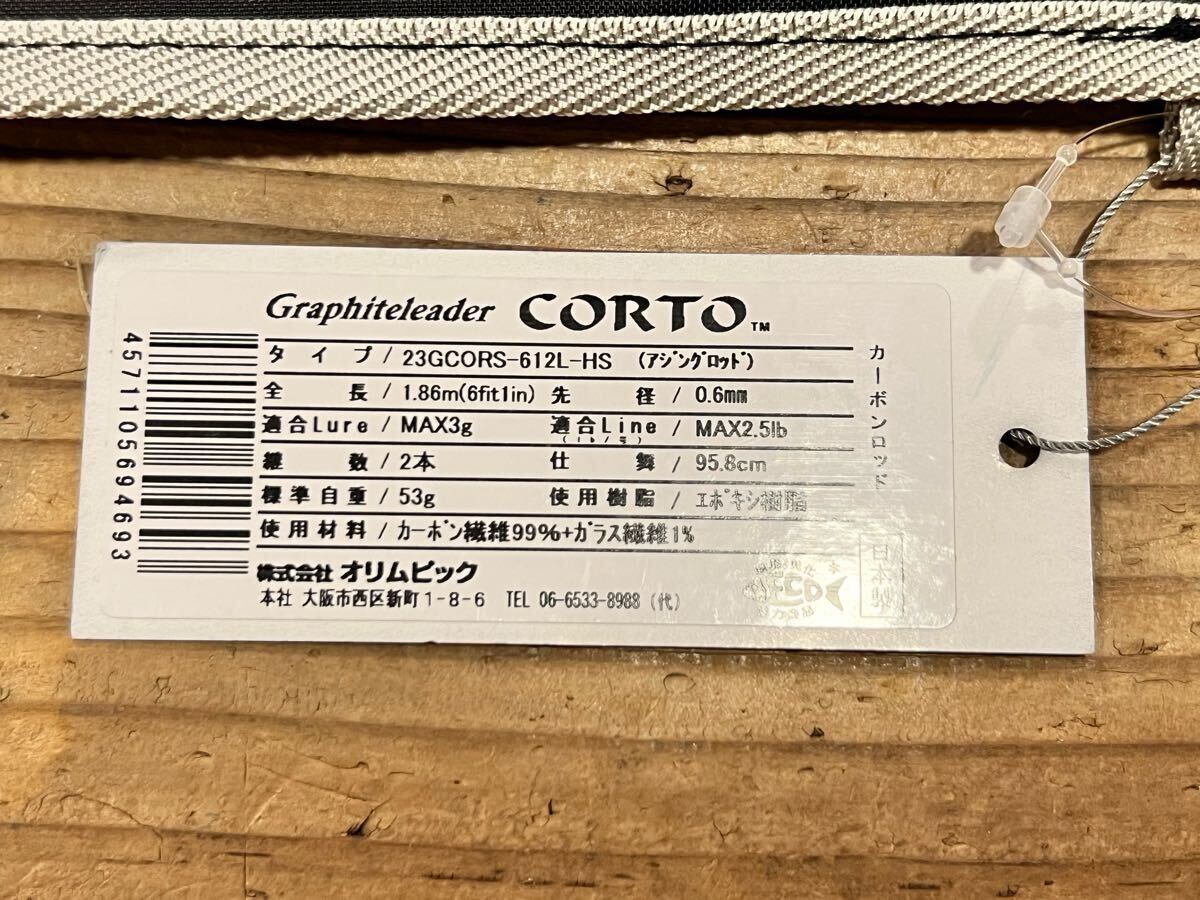 Graphiteleader CORTO™
タイプ / 23GCORS-612L-HS (アジングロッド)
全長 / 1.86m(6fit1in) 先径 / 0.6mm
適合Lure / MAX3g 適合Line / MAX2.5lb
(lb/号)
継数 / 2本 仕舞 / 95.8cm
標準自重 / 53g 使用樹脂 / エポキシ樹脂
使用材料 / カーボン繊維99%+ガラス繊維1%
株式会社 オリムピック
本社 大阪市西区新町1-8-6 TEL 06-6533-8988 (代)
カーボンロッド
日本製
4571105694693